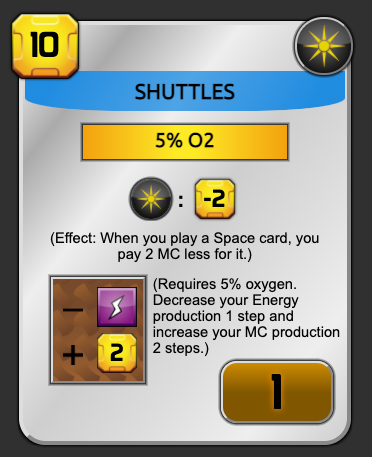 10
SHUTTLES
5% O2
: -2
(Effect: When you play a Space card, you
pay 2 MC less for it.)
(Requires 5% oxygen.
Decrease your Energy
production 1 step and
increase your MC production
2 steps.)
-
+ 2
1